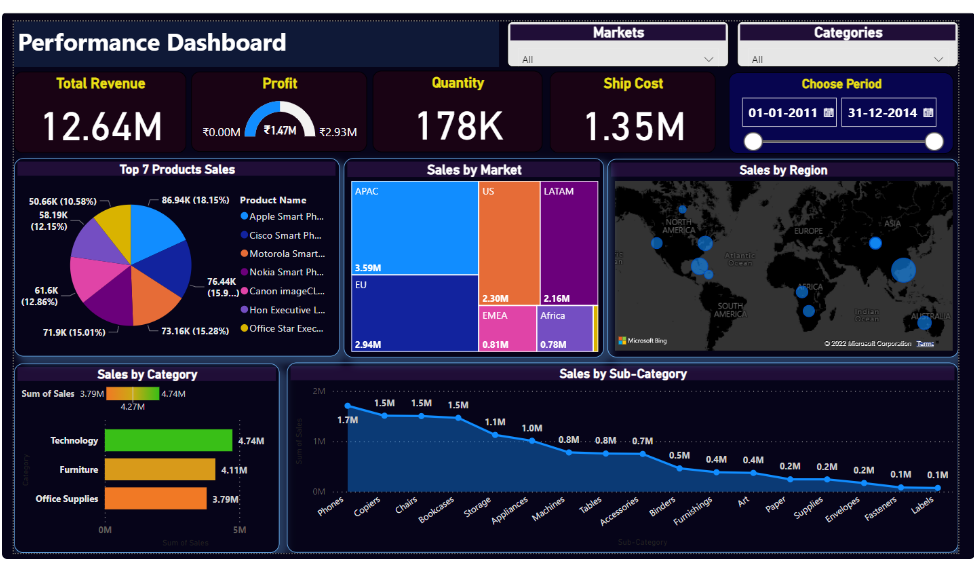 Performance Dashboard
Markets
All
Categories
All
Total Revenue
12.64M
Profit
₹0.00M
₹1.47M
₹2.93M
Quantity
178K
Ship Cost
1.35M
Choose Period
01-01-2011
31-12-2014
Top 7 Products Sales
50.66K (10.58%)
86.94K (18.15%)
58.19K
(12.15%)
61.6K
(12.86%)
76.44K
(15.9...)
71.9K (15.01%)
73.16K (15.28%)
Product Name
Apple Smart Ph...
Cisco Smart Ph...
Motorola Smart...
Nokia Smart Ph...
Canon imageCL...
Hon Executive L...
Office Star Exec...
Sales by Market
APAC
3.59M
EU
2.94M
US
2.30M
LATAM
2.16M
EMEA
0.81M
Africa
0.78M
Sales by Region
NORTH
AMERICA
EUROPE
ASIA
Atlantic
Ocean
AFRICA
SOUTH
AMERICA
Indian
Ocean
AUSTRALIA
Microsoft Bing
© 2022 Microsoft Corporation Terms
Sales by Category
Sum of Sales 3.79M
4.74M
4.27M
Category
Technology
4.74M
Furniture
4.11M
Office Supplies
3.79M
0M
5M
Sum of Sales
Sales by Sub-Category
Sum of Sales
2M
1M
0M
1.7M
1.5M
1.5M
1.5M
1.1M
1.0M
0.8M
0.8M
0.7M
0.5M
0.4M
0.4M
0.2M
0.2M
0.2M
0.1M
0.1M
Phones
Copiers
Chairs
Bookcases
Storage
Appliances
Machines
Tables
Accessories
Binders
Furnishings
Art
Paper
Supplies
Envelopes
Fasteners
Labels
Sub-Category